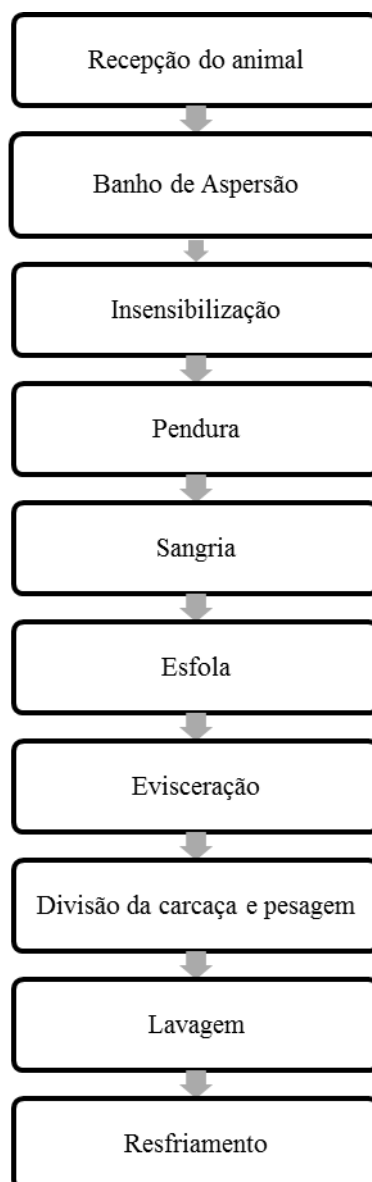 Recepção do animal
Banho de Aspersão
Insensibilização
Pendura
Sangria
Esfola
Evisceração
Divisão da carcaça e pesagem
Lavagem
Resfriamento